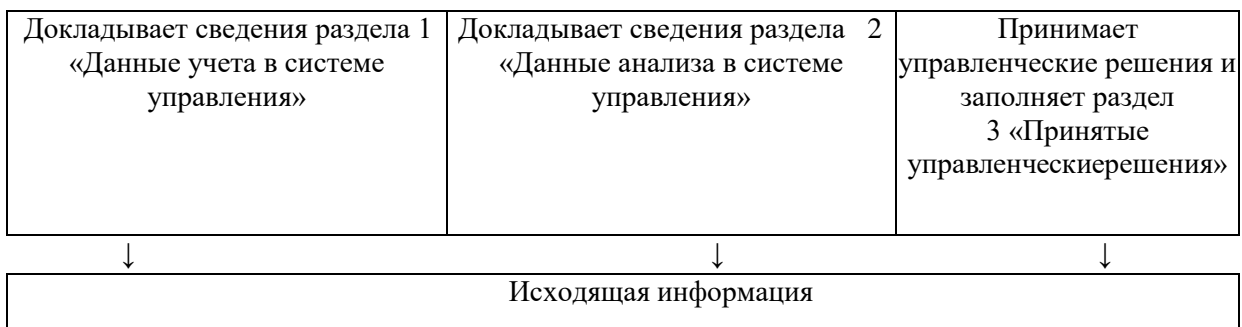 Докладывает сведения раздела 1
«Данные учета в системе
управления»
Докладывает сведения раздела 2
«Данные анализа в системе
управления»
Принимает
управленческие решения и
заполняет раздел
3 «Принятые
управленческиерешения»
↓ ↓ ↓
Исходящая информация